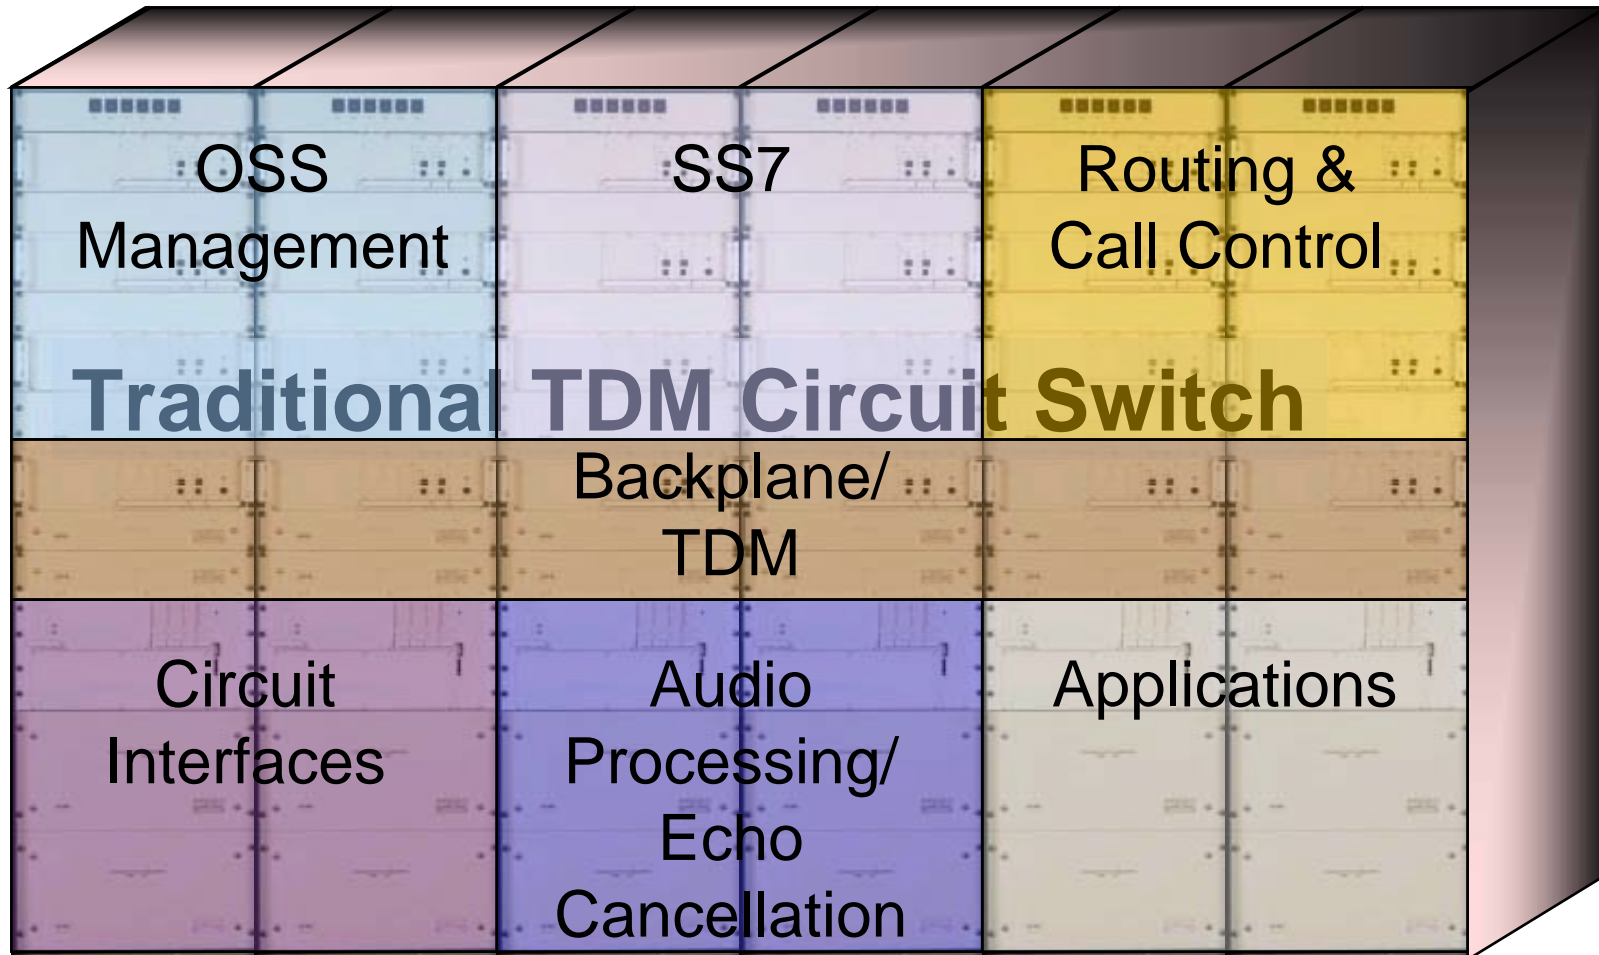 OSS
Management
SS7
Routing &
Call Control
Traditional TDM Circuit Switch
Backplane/
TDM
Circuit
Interfaces
Audio
Processing/
Echo
Cancellation
Applications